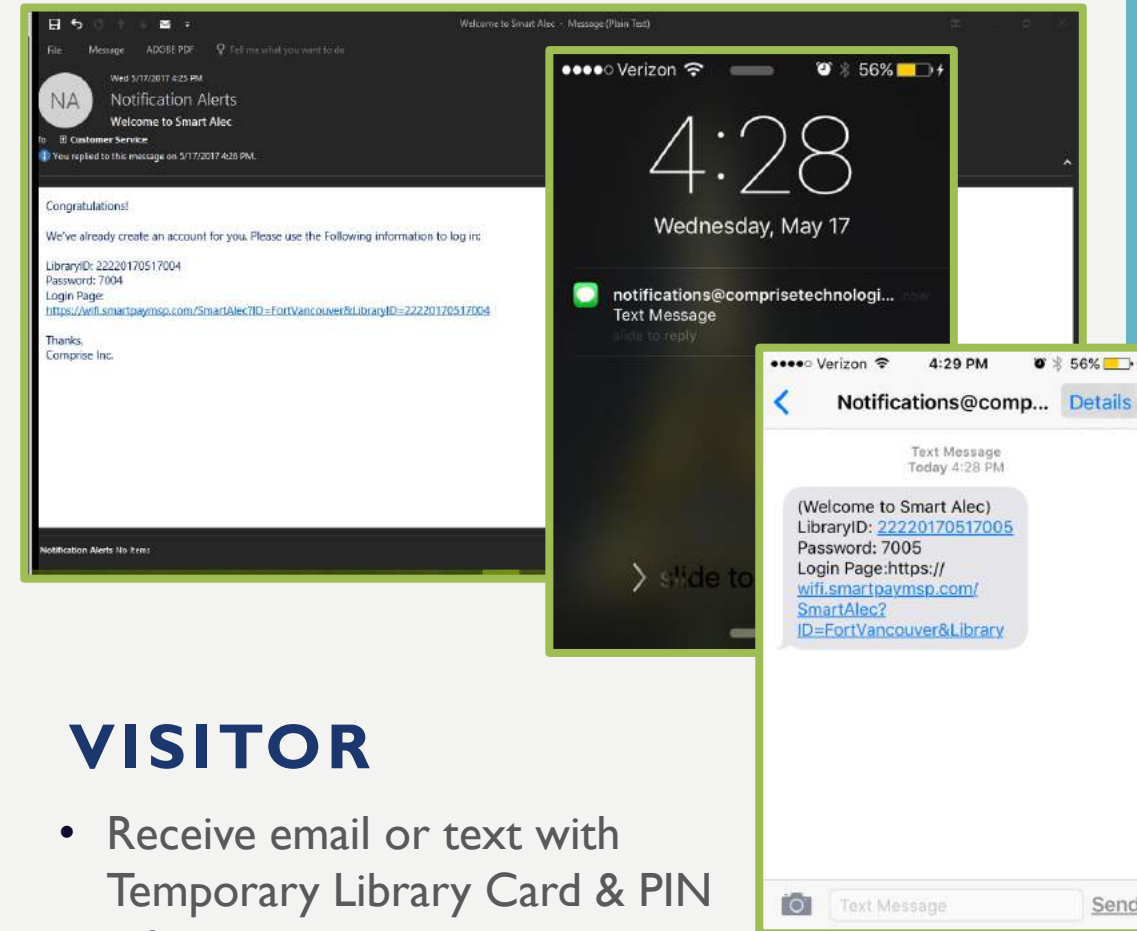 Welcome to Smart Alec - Message (Plain Text)
File Message ADOBE PDF Tell me what you want to do
Wed 5/17/2017 4:25 PM
NA
Notification Alerts
Welcome to Smart Alec
To Customer Service
You replied to this message on 5/17/2017 4:26 PM.
Congratulations!
We've already create an account for you. Please use the Following information to log in:
LibraryID: 22220170517004
Password: 7004
Login Page:
https://wifi.smartpaymsp.com/SmartAlec?ID=FortVancouver&LibraryID=22220170517004
Thanks,
Comprise Inc.
Notification Alerts No Items
Verizon 56%
4:28
Wednesday, May 17
notifications@comprisetechnologi... now
Text Message
slide to reply
slide to
Verizon 4:29 PM 56%
Notifications@comp... Details
Text Message
Today 4:28 PM
(Welcome to Smart Alec)
LibraryID: 22220170517005
Password: 7005
Login Page:https://
wifi.smartpaymsp.com/
SmartAlec?
ID=FortVancouver&Library
Text Message Send
VISITOR
• Receive email or text with
Temporary Library Card & PIN